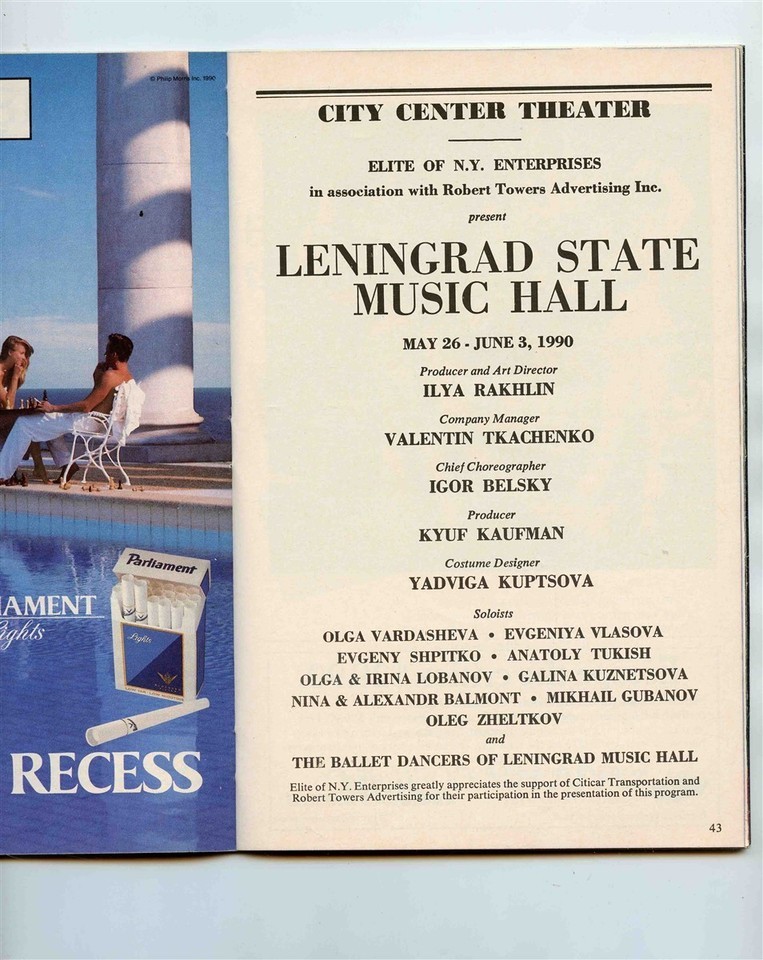 © Philip Morris Inc. 1990
Parliament
Lights
LIAMENT
Lights
RECESS
CITY CENTER THEATER
ELITE OF N.Y. ENTERPRISES
in association with Robert Towers Advertising Inc.
present
LENINGRAD STATE
MUSIC HALL
MAY 26 - JUNE 3, 1990
Producer and Art Director
ILYA RAKHLIN
Company Manager
VALENTIN TKACHENKO
Chief Choreographer
IGOR BELSKY
Producer
KYUF KAUFMAN
Costume Designer
YADVIGA KUPTSOVA
Soloists
OLGA VARDASHEVA • EVGENIYA VLASOVA
EVGENY SHPITKO • ANATOLY TUKISH
OLGA & IRINA LOBANOV • GALINA KUZNETSOVA
NINA & ALEXANDR BALMONT • MIKHAIL GUBANOV
OLEG ZHELTKOV
and
THE BALLET DANCERS OF LENINGRAD MUSIC HALL
Elite of N.Y. Enterprises greatly appreciates the support of Citicar Transportation and
Robert Towers Advertising for their participation in the presentation of this program.
43